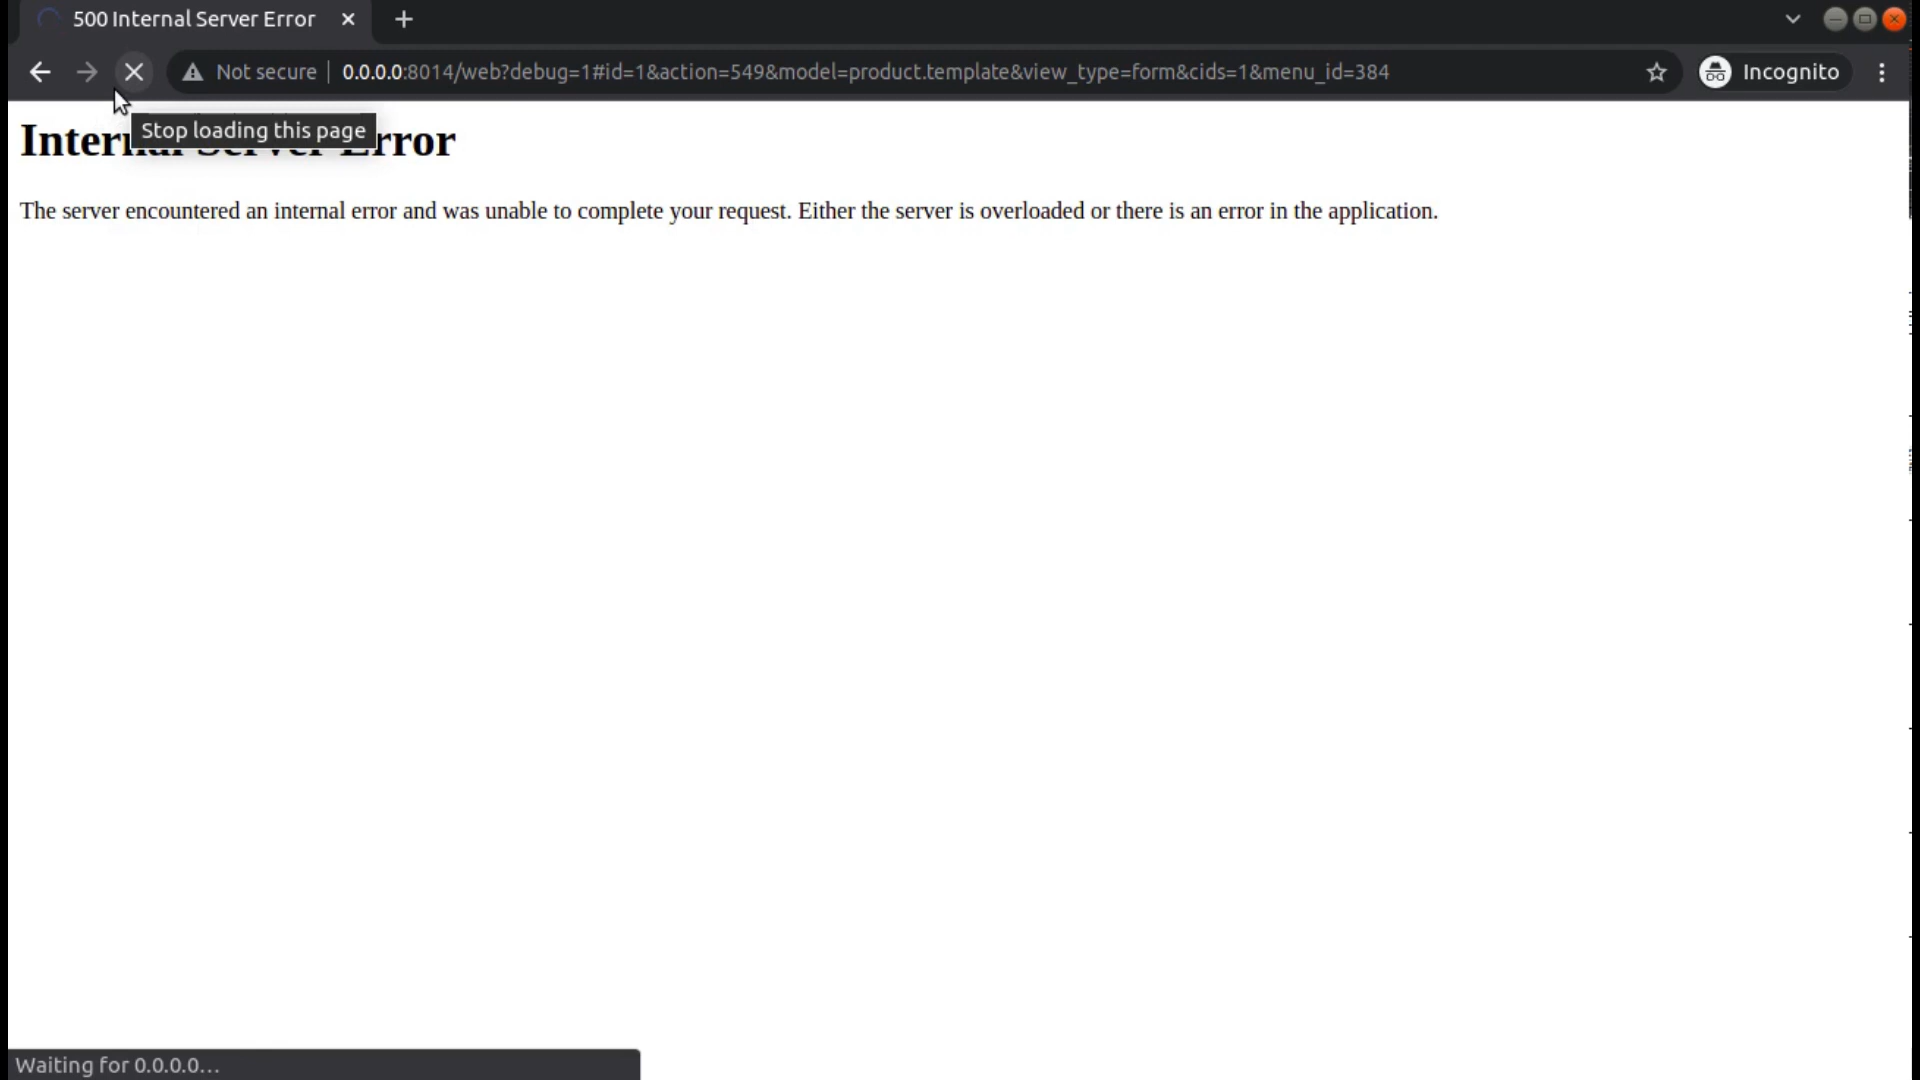 500 Internal Server Error
Not secure
0.0.0.0:8014/web?debug=1#id=1&action=549&model=product.template&view_type=form&cids=1&menu_id=384
Incognito
Stop loading this page
Internal Server Error
The server encountered an internal error and was unable to complete your request. Either the server is overloaded or there is an error in the application.
Waiting for 0.0.0.0...